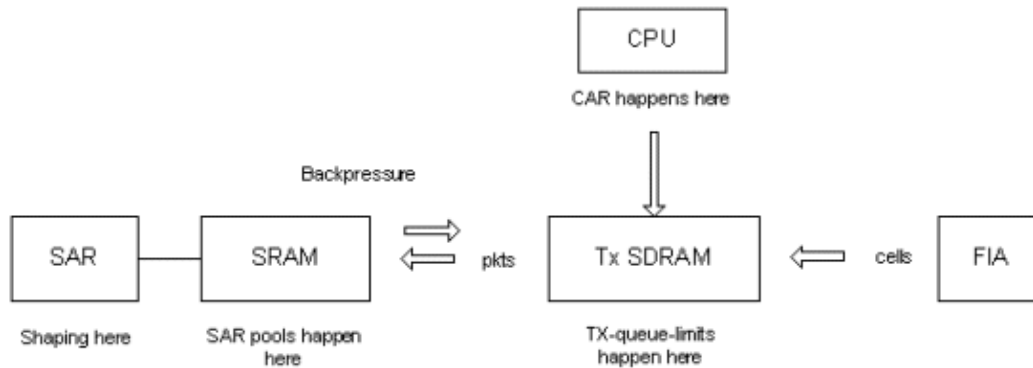 CPU
CAR happens here
Backpressure
SAR
SRAM
pkts
Tx SDRAM
cells
FIA
Shaping here
SAR pools happen
here
TX-queue-limits
happen here